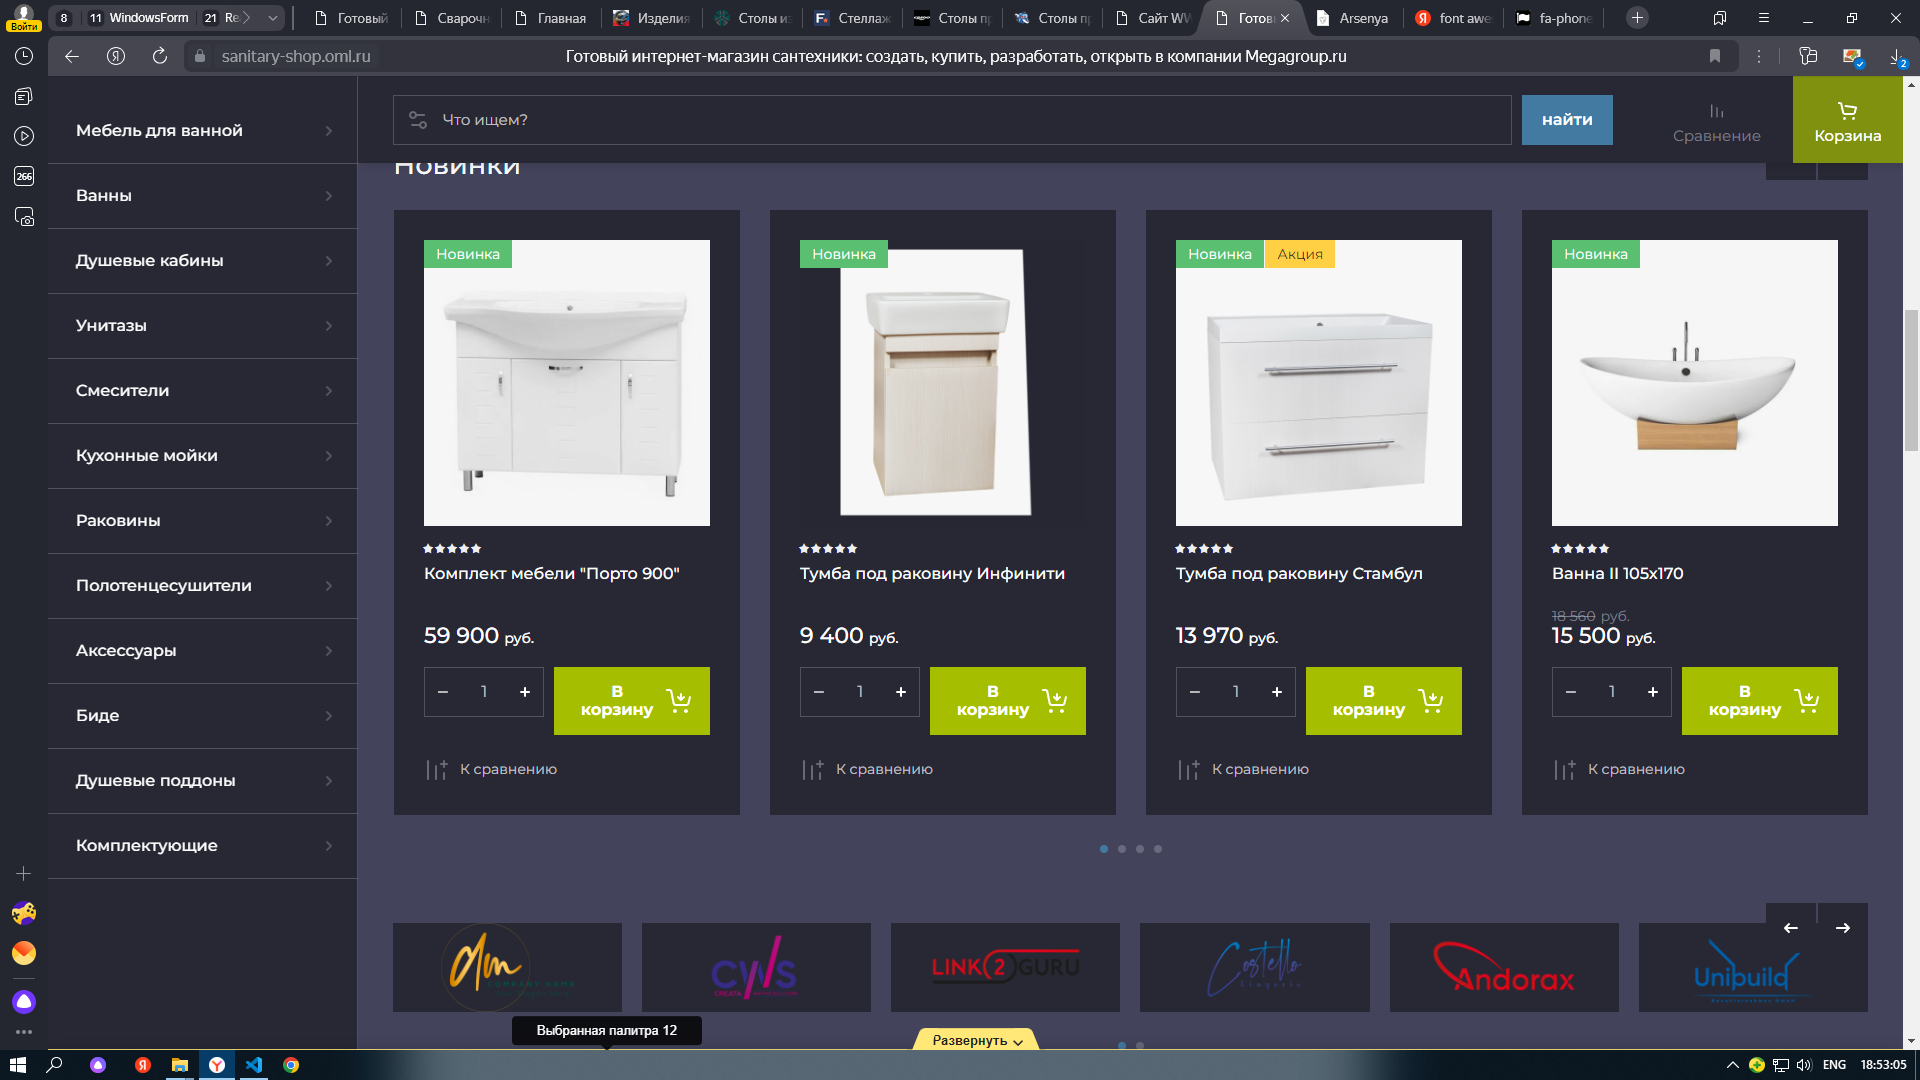 8
11 WindowsForm
21 Re
Готовый
Сварочн
Главная
Изделия
Столы из
Стеллаж
Столы пр
Столы пр
Сайт WW
Готов
Arsenya
font awe
fa-phone
Войти
sanitary-shop.oml.ru
Готовый интернет-магазин сантехники: создать, купить, разработать, открыть в компании Megagroup.ru
2
266
Мебель для ванной
Ванны
Душевые кабины
Унитазы
Смесители
Кухонные мойки
Раковины
Полотенцесушители
Аксессуары
Биде
Душевые поддоны
Комплектующие
Что ищем?
найти
Сравнение
Корзина
Новинки
Новинка
Комплект мебели "Порто 900"
59 900 руб.
− 1 +
В корзину
К сравнению
Новинка
Тумба под раковину Инфинити
9 400 руб.
− 1 +
В корзину
К сравнению
Новинка
Акция
Тумба под раковину Стамбул
13 970 руб.
− 1 +
В корзину
К сравнению
Новинка
Ванна II 105x170
18 560 руб.
15 500 руб.
− 1 +
В корзину
К сравнению
COMPANY NAME
CWS
CREATA
LINK2GURU
Costello
Andorax
Unibuild
Выбранная палитра 12
Развернуть
ENG
18:53:05